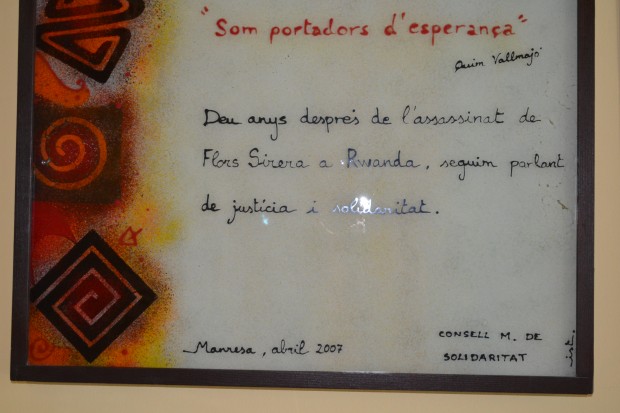 "Som portadors d'esperança"
Quim Vallmajó
Deu anys després de l'assassinat de
Flors Sirera a Rwanda, seguim parlant
de justícia i solidaritat.
Manresa, abril 2007
CONSELL M. DE
SOLIDARITAT